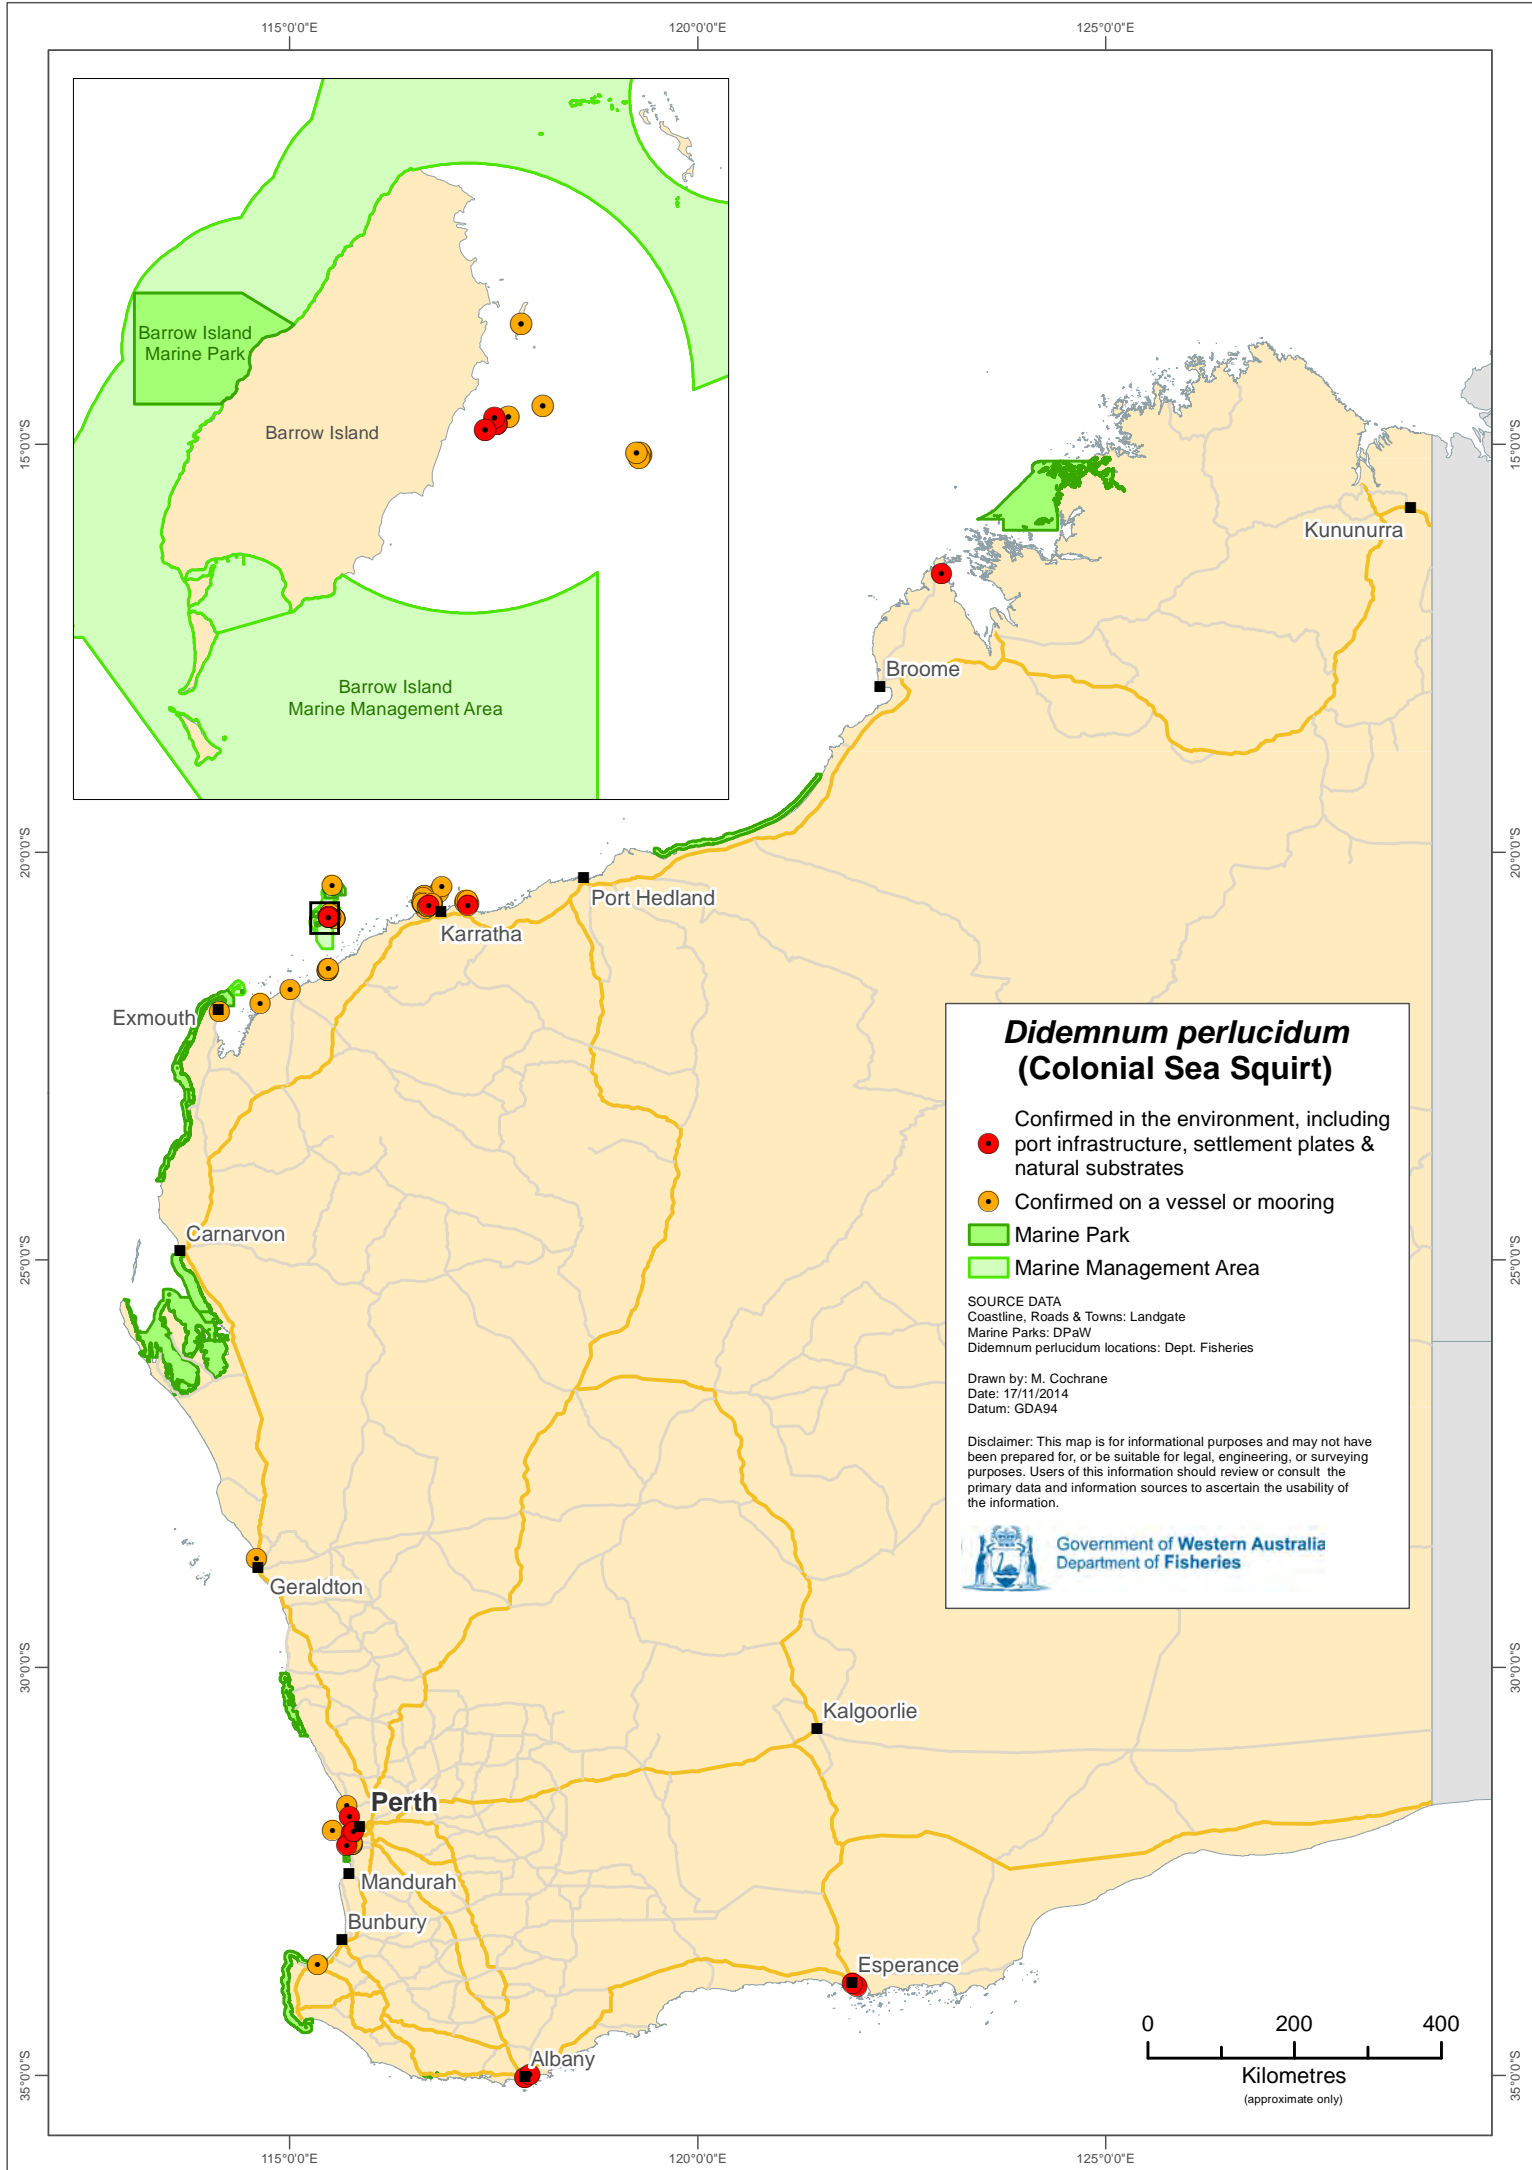 115°0'0"E
120°0'0"E
125°0'0"E
Barrow Island
Marine Park
Barrow Island
Barrow Island
Marine Management Area
15°0'0"S
15°0'0"S
Kununurra
Broome
20°0'0"S
20°0'0"S
Port Hedland
Karratha
Exmouth
Didemnum perlucidum
(Colonial Sea Squirt)
Confirmed in the environment, including
port infrastructure, settlement plates &
natural substrates
Confirmed on a vessel or mooring
Marine Park
Marine Management Area
SOURCE DATA
Coastline, Roads & Towns: Landgate
Marine Parks: DPaW
Didemnum perlucidum locations: Dept. Fisheries
Drawn by: M. Cochrane
Date: 17/11/2014
Datum: GDA94
Disclaimer: This map is for informational purposes and may not have
been prepared for, or be suitable for legal, engineering, or surveying
purposes. Users of this information should review or consult the
primary data and information sources to ascertain the usability of
the information.
Government of Western Australia
Department of Fisheries
Carnarvon
25°0'0"S
25°0'0"S
Geraldton
30°0'0"S
30°0'0"S
Kalgoorlie
Perth
Mandurah
Bunbury
Esperance
Albany
35°0'0"S
35°0'0"S
0 200 400
Kilometres
(approximate only)
115°0'0"E
120°0'0"E
125°0'0"E